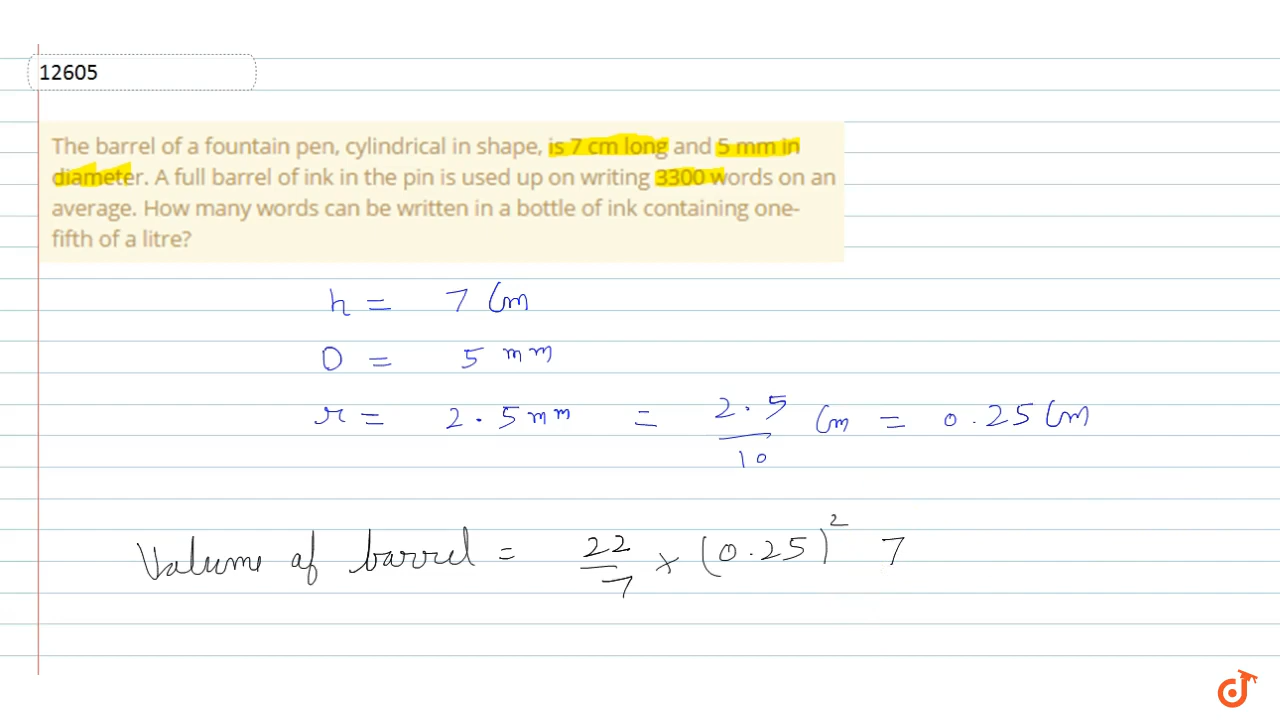 12605
The barrel of a fountain pen, cylindrical in shape, is 7 cm long and 5 mm in
diameter. A full barrel of ink in the pin is used up on writing 3300 words on an
average. How many words can be written in a bottle of ink containing one-
fifth of a litre?
h = 7 Cm
D = 5 mm
r = 2.5 mm = 2.5/10 Cm = 0.25 Cm
Volume of barrel = 22/7 × (0.25)² 7